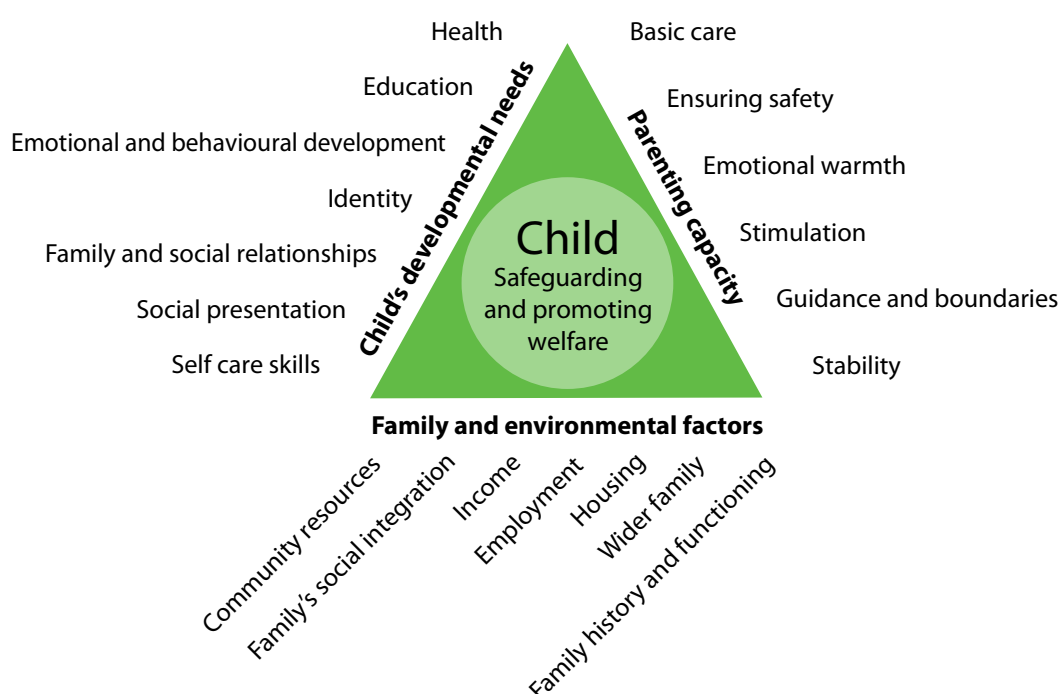 Health
Education
Emotional and behavioural development
Identity
Family and social relationships
Social presentation
Self care skills
Child's developmental needs
Basic care
Ensuring safety
Emotional warmth
Stimulation
Guidance and boundaries
Stability
Parenting capacity
Child
Safeguarding
and promoting
welfare
Family and environmental factors
Community resources
Family's social integration
Income
Employment
Housing
Wider family
Family history and functioning